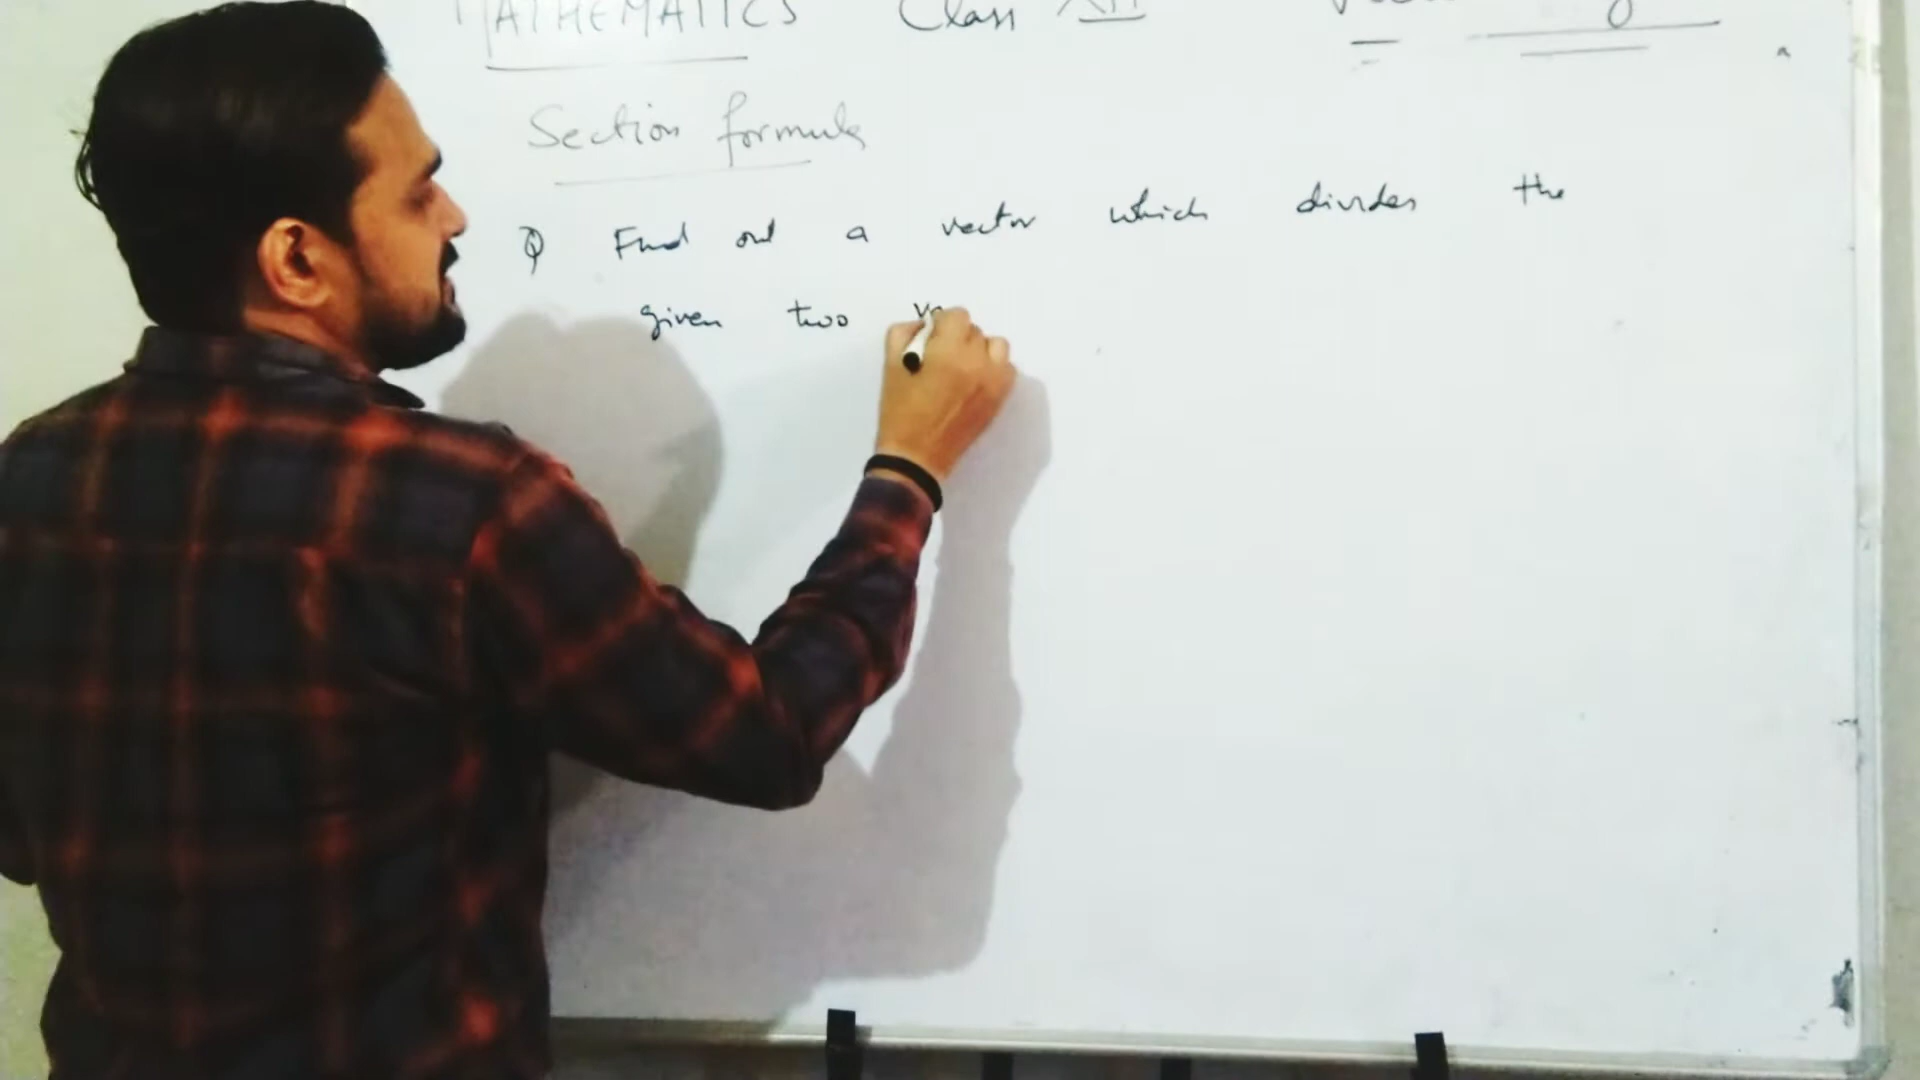 MATHEMATICS Class XII
Section formula
Q Find out a vector which divides the
given two